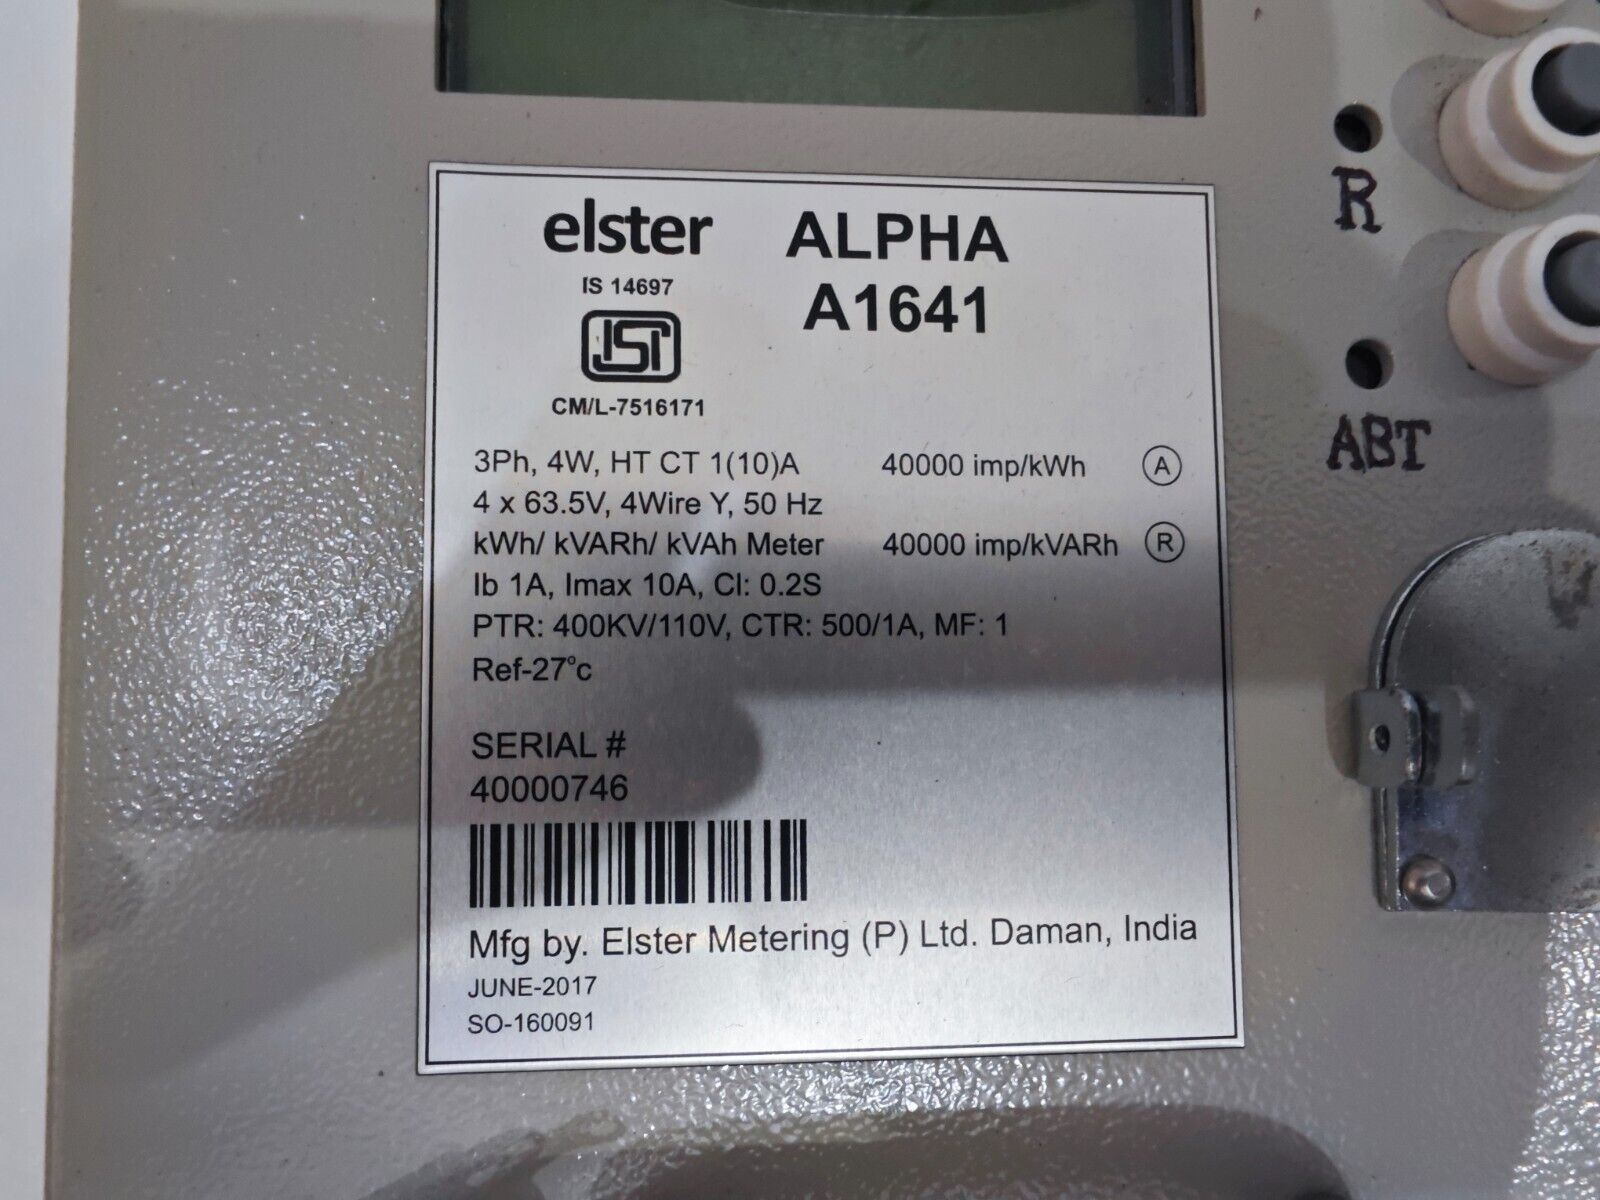 elster ALPHA
IS 14697 A1641
ISI
CM/L-7516171
3Ph, 4W, HT CT 1(10)A 40000 imp/kWh A
4 x 63.5V, 4Wire Y, 50 Hz
kWh/ kVARh/ kVAh Meter 40000 imp/kVARh R
Ib 1A, Imax 10A, Cl: 0.2S
PTR: 400KV/110V, CTR: 500/1A, MF: 1
Ref-27°c
SERIAL #
40000746
Mfg by. Elster Metering (P) Ltd. Daman, India
JUNE-2017
SO-160091
R
ABT